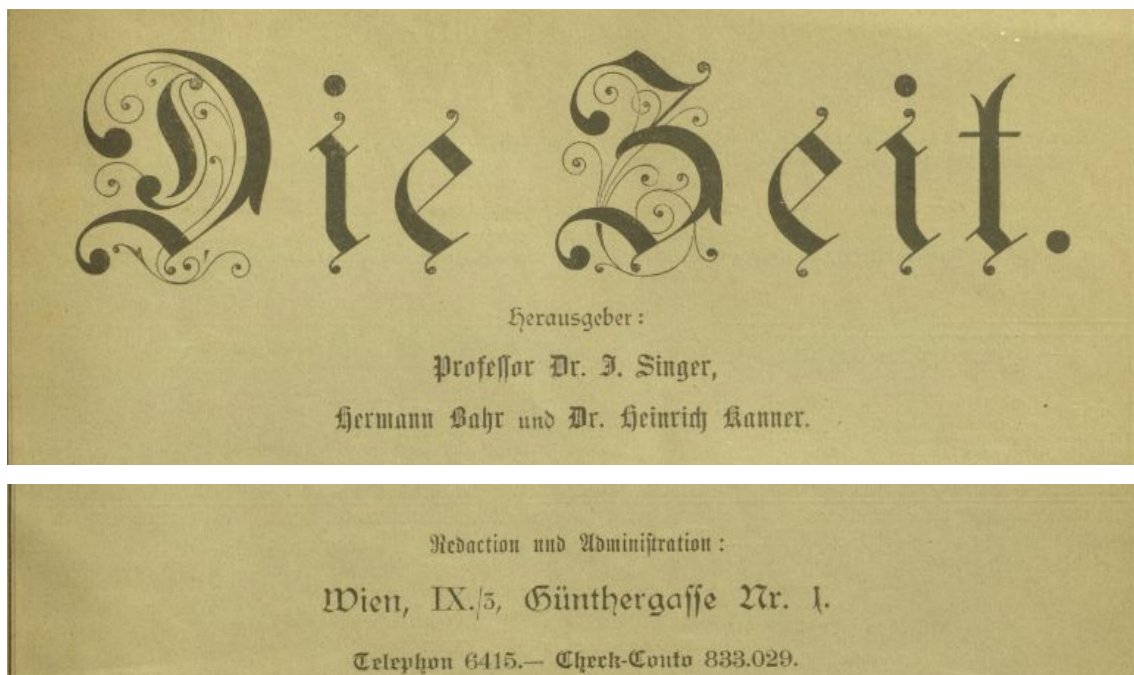 Die Zeit.
Herausgeber:
Professor Dr. I. Singer,
Hermann Bahr und Dr. Heinrich Kanner.
Redaction und Administration:
Wien, IX./3, Günthergasse Nr. 1.
Telephon 6415.— Check-Conto 833.029.